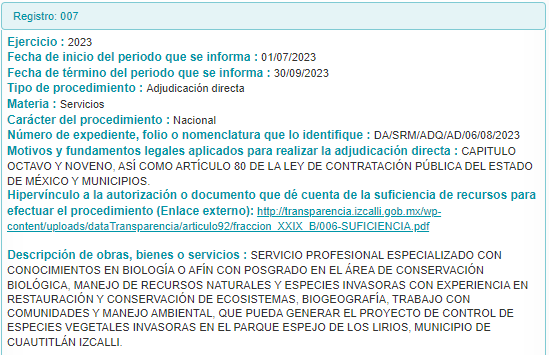 Registro: 007
Ejercicio : 2023
Fecha de inicio del periodo que se informa : 01/07/2023
Fecha de término del periodo que se informa : 30/09/2023
Tipo de procedimiento : Adjudicación directa
Materia : Servicios
Carácter del procedimiento : Nacional
Número de expediente, folio o nomenclatura que lo identifique : DA/SRM/ADQ/AD/06/08/2023
Motivos y fundamentos legales aplicados para realizar la adjudicación directa : CAPITULO
OCTAVO Y NOVENO, ASÍ COMO ARTÍCULO 80 DE LA LEY DE CONTRATACIÓN PÚBLICA DEL ESTADO
DE MÉXICO Y MUNICIPIOS.
Hipervínculo a la autorización o documento que dé cuenta de la suficiencia de recursos para
efectuar el procedimiento (Enlace externo): http://transparencia.izcalli.gob.mx/wp-
content/uploads/dataTransparencia/articulo92/fraccion_XXIX_B/006-SUFICIENCIA.pdf
Descripción de obras, bienes o servicios : SERVICIO PROFESIONAL ESPECIALIZADO CON
CONOCIMIENTOS EN BIOLOGÍA O AFÍN CON POSGRADO EN EL ÁREA DE CONSERVACIÓN
BIOLÓGICA, MANEJO DE RECURSOS NATURALES Y ESPECIES INVASORAS CON EXPERIENCIA EN
RESTAURACIÓN Y CONSERVACIÓN DE ECOSISTEMAS, BIOGEOGRAFÍA, TRABAJO CON
COMUNIDADES Y MANEJO AMBIENTAL, QUE PUEDA GENERAR EL PROYECTO DE CONTROL DE
ESPECIES VEGETALES INVASORAS EN EL PARQUE ESPEJO DE LOS LIRIOS, MUNICIPIO DE
CUAUTITLÁN IZCALLI.